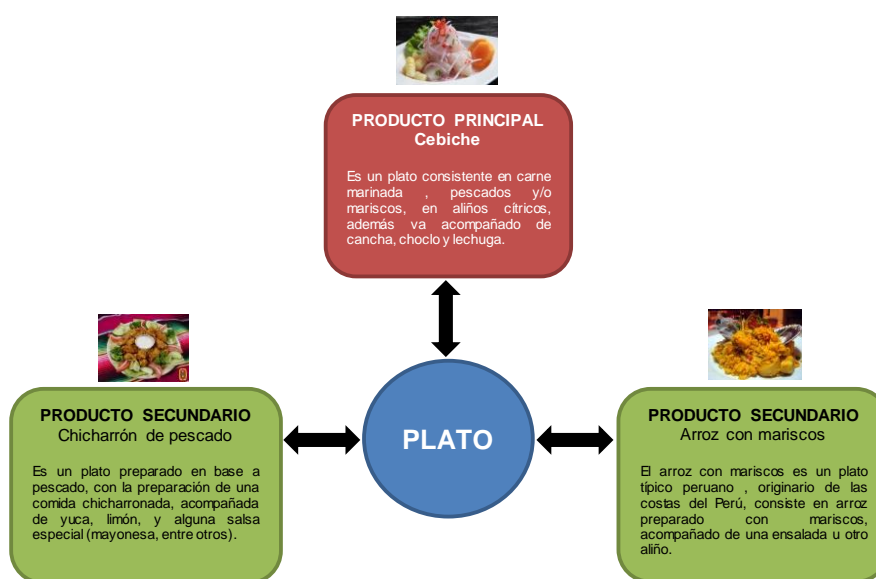 PRODUCTO PRINCIPAL
Cebiche
Es un plato consistente en carne
marinada , pescados y/o
mariscos, en aliños cítricos,
además va acompañado de
cancha, choclo y lechuga.
PRODUCTO SECUNDARIO
Chicharrón de pescado
Es un plato preparado en base a
pescado, con la preparación de una
comida chicharronada, acompañada
de yuca, limón, y alguna salsa
especial (mayonesa, entre otros).
PLATO
PRODUCTO SECUNDARIO
Arroz con mariscos
El arroz con mariscos es un plato
típico peruano , originario de las
costas del Perú, consiste en arroz
preparado con mariscos,
acompañado de una ensalada u otro
aliño.